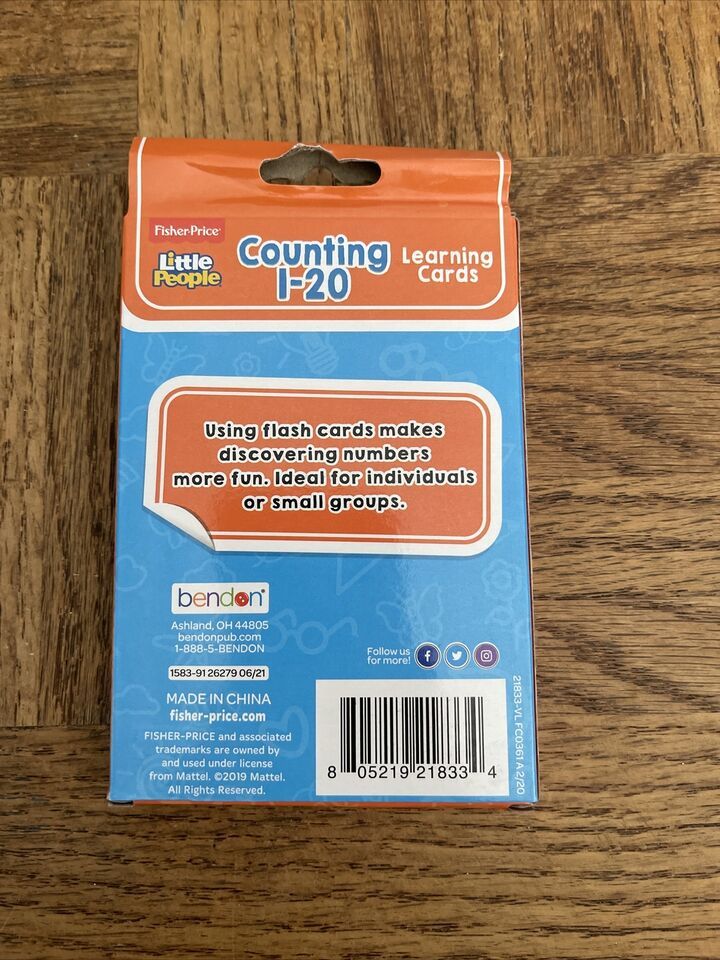 Fisher-Price
Little
People
Counting
1-20
Learning
Cards
Using flash cards makes
discovering numbers
more fun. Ideal for individuals
or small groups.
bendon
Ashland, OH 44805
bendonpub.com
1-888-5-BENDON
1583-91 26279 06/21
MADE IN CHINA
fisher-price.com
FISHER-PRICE and associated
trademarks are owned by
and used under license
from Mattel. ©2019 Mattel.
All Rights Reserved.
Follow us
for more!
8 05219 21833 4
21833-VL FC0361 A 2/20